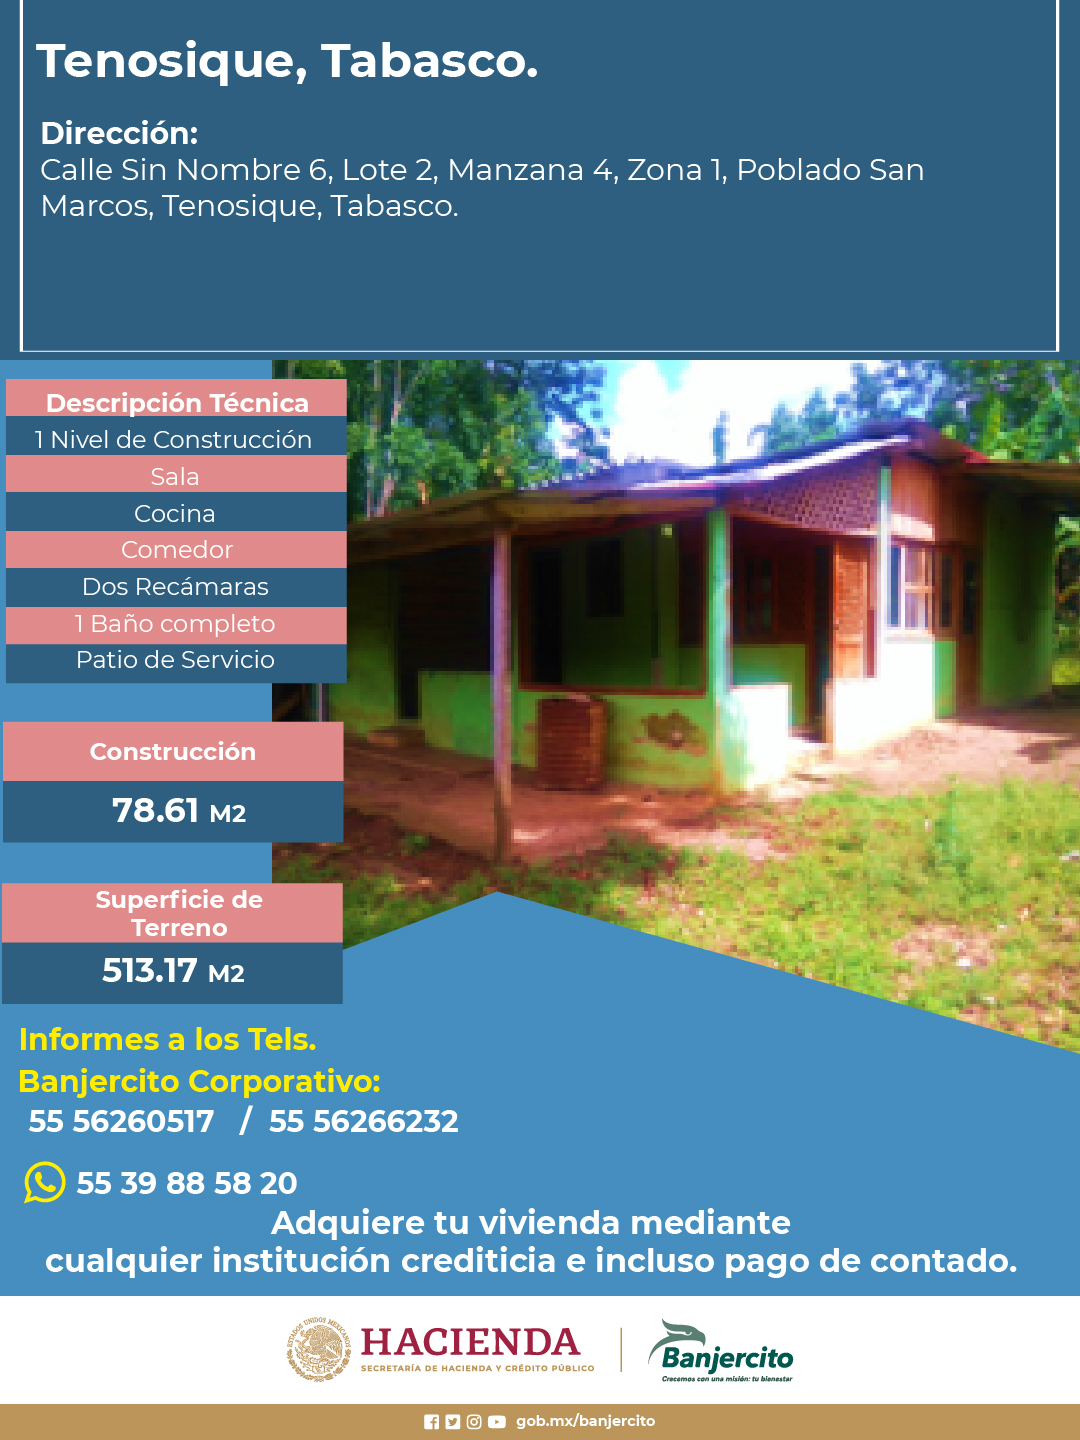 Tenosique, Tabasco.
Dirección:
Calle Sin Nombre 6, Lote 2, Manzana 4, Zona 1, Poblado San
Marcos, Tenosique, Tabasco.
Descripción Técnica
1 Nivel de Construcción
Sala
Cocina
Comedor
Dos Recámaras
1 Baño completo
Patio de Servicio
Construcción
78.61 M2
Superficie de
Terreno
513.17 M2
Informes a los Tels.
Banjercito Corporativo:
55 56260517 / 55 56266232
55 39 88 58 20
Adquiere tu vivienda mediante
cualquier institución crediticia e incluso pago de contado.
ESTADOS UNIDOS MEXICANOS
HACIENDA
SECRETARÍA DE HACIENDA Y CRÉDITO PÚBLICO
Banjercito
Crecemos con una misión: tu bienestar
gob.mx/banjercito